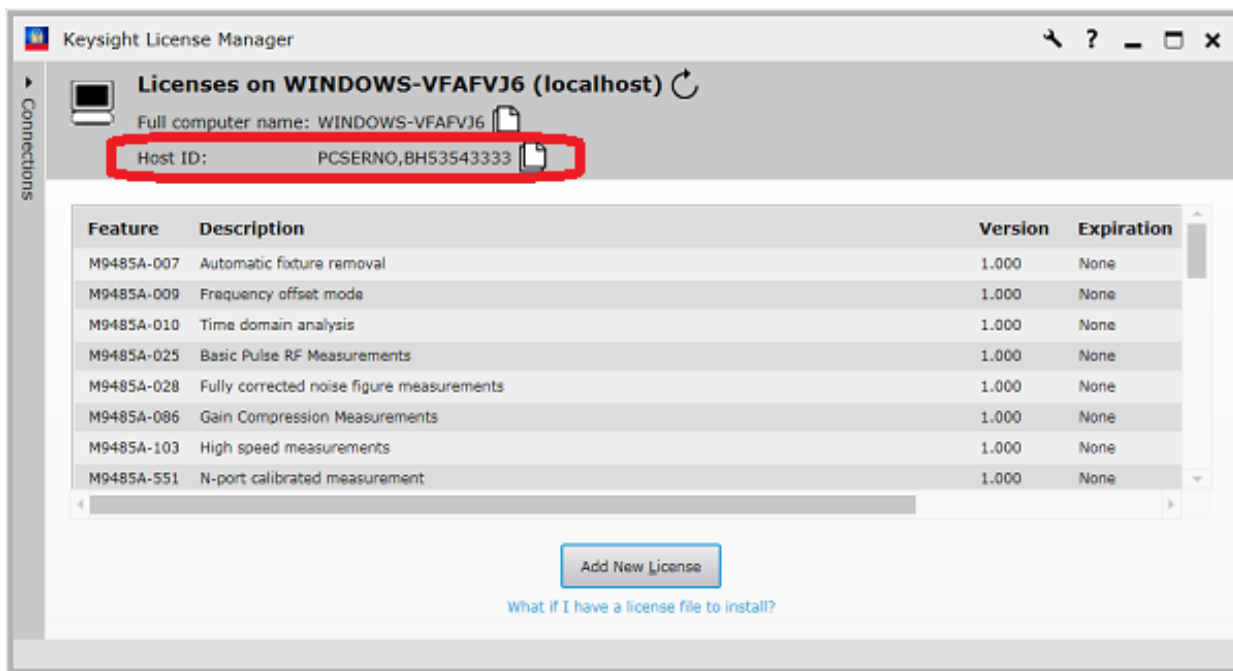 Keysight License Manager
?
Connections
Licenses on WINDOWS-VFAFVJ6 (localhost)
Full computer name: WINDOWS-VFAFVJ6
Host ID: PCSERNO,BH53543333
Feature Description Version Expiration
M9485A-007 Automatic fixture removal 1.000 None
M9485A-009 Frequency offset mode 1.000 None
M9485A-010 Time domain analysis 1.000 None
M9485A-025 Basic Pulse RF Measurements 1.000 None
M9485A-028 Fully corrected noise figure measurements 1.000 None
M9485A-086 Gain Compression Measurements 1.000 None
M9485A-103 High speed measurements 1.000 None
M9485A-551 N-port calibrated measurement 1.000 None
Add New License
What if I have a license file to install?